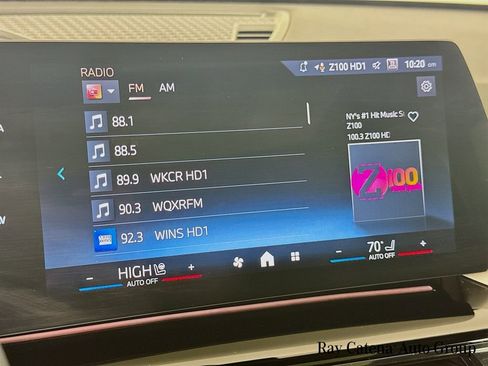 RADIO
Z100 HD1
10:20 am
FM AM
88.1
88.5
89.9 WKCR HD1
90.3 WQXRFM
92.3 WINS HD1
NY's #1 Hit Music S
Z100
100.3 Z100 HD
Z100
- HIGH +
AUTO OFF
- 70° +
AUTO OFF
Ray Catena Auto Group